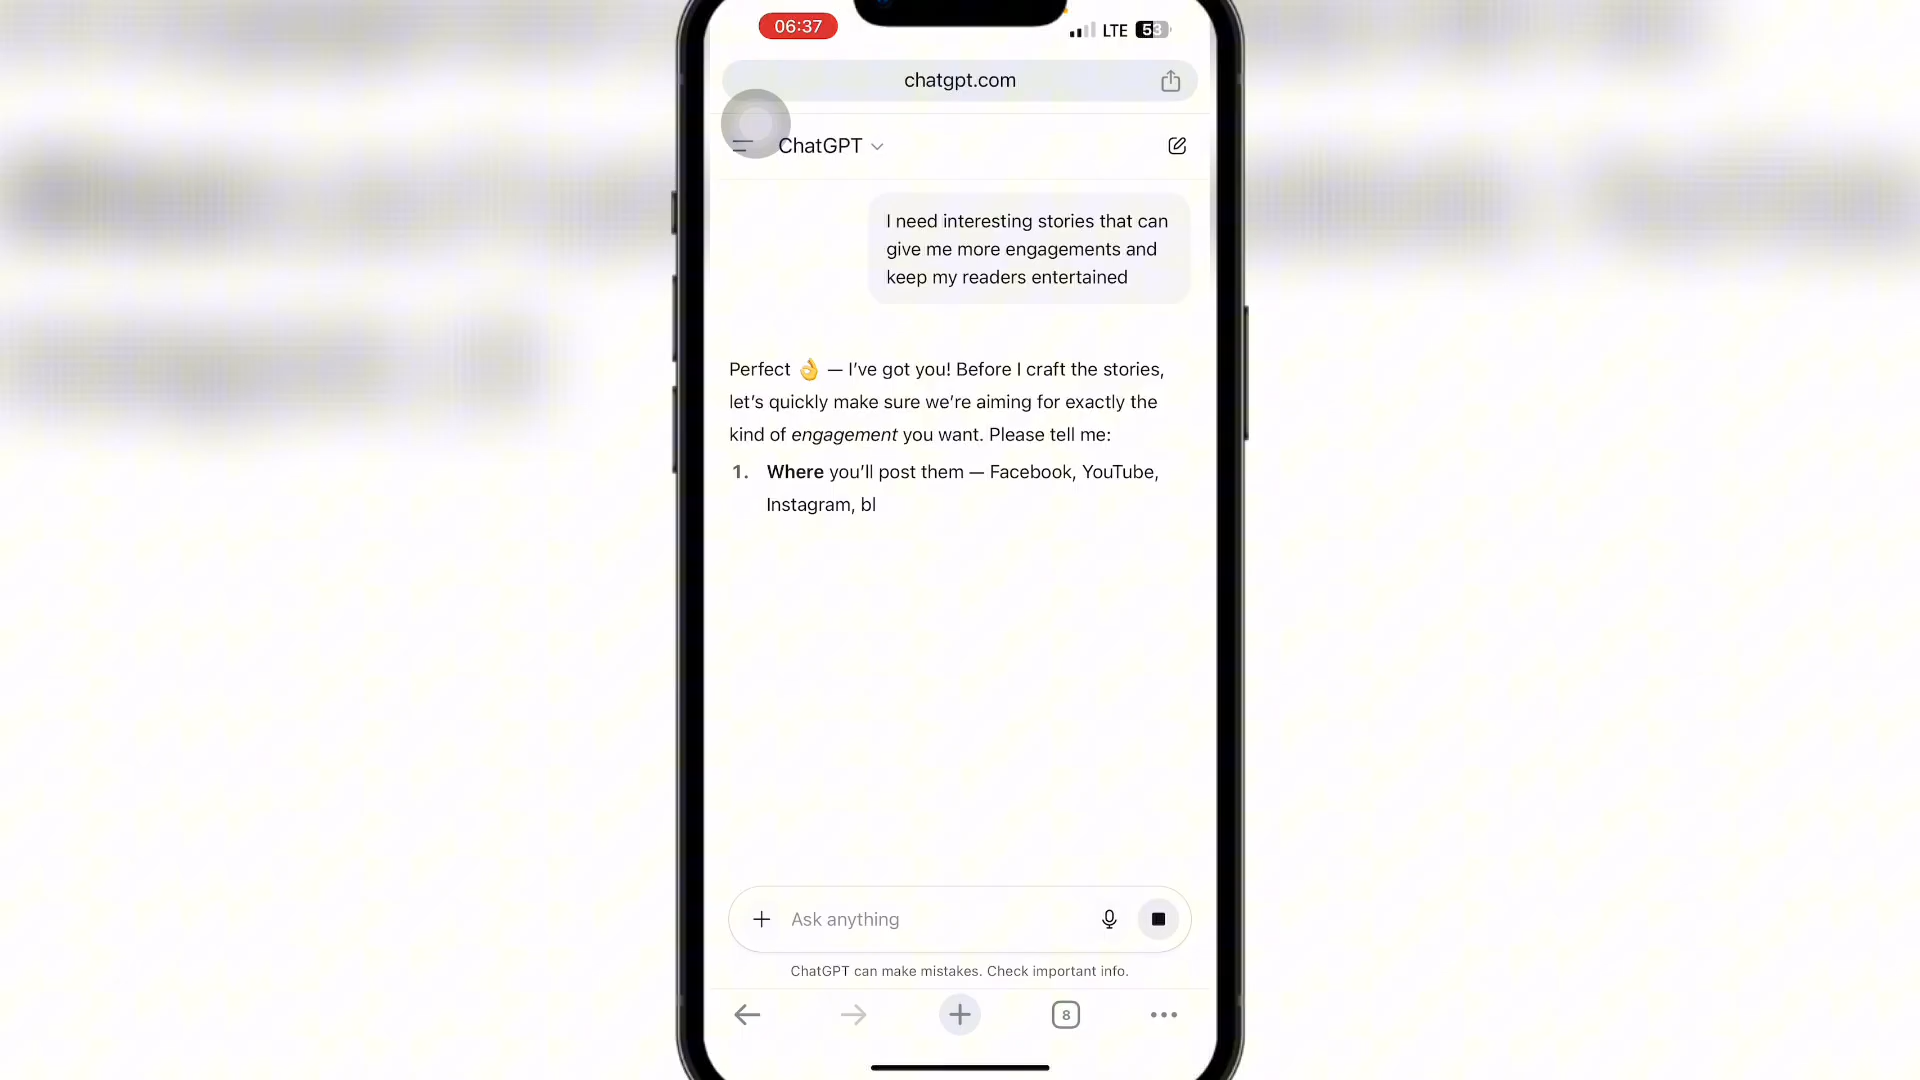 06:37
LTE 53
chatgpt.com
ChatGPT
I need interesting stories that can
give me more engagements and
keep my readers entertained
Perfect 👌 — I’ve got you! Before I craft the stories,
let’s quickly make sure we’re aiming for exactly the
kind of engagement you want. Please tell me:
1. Where you’ll post them — Facebook, YouTube,
Instagram, bl
Ask anything
ChatGPT can make mistakes. Check important info.
8